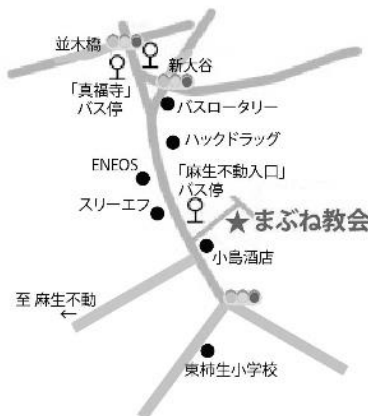 並木橋
新大谷
「真福寺」
バス停
バスロータリー
ハックドラッグ
ENEOS
「麻生不動入口」
バス停
スリーエフ
★まぶね教会
小島酒店
至 麻生不動
←
東柿生小学校